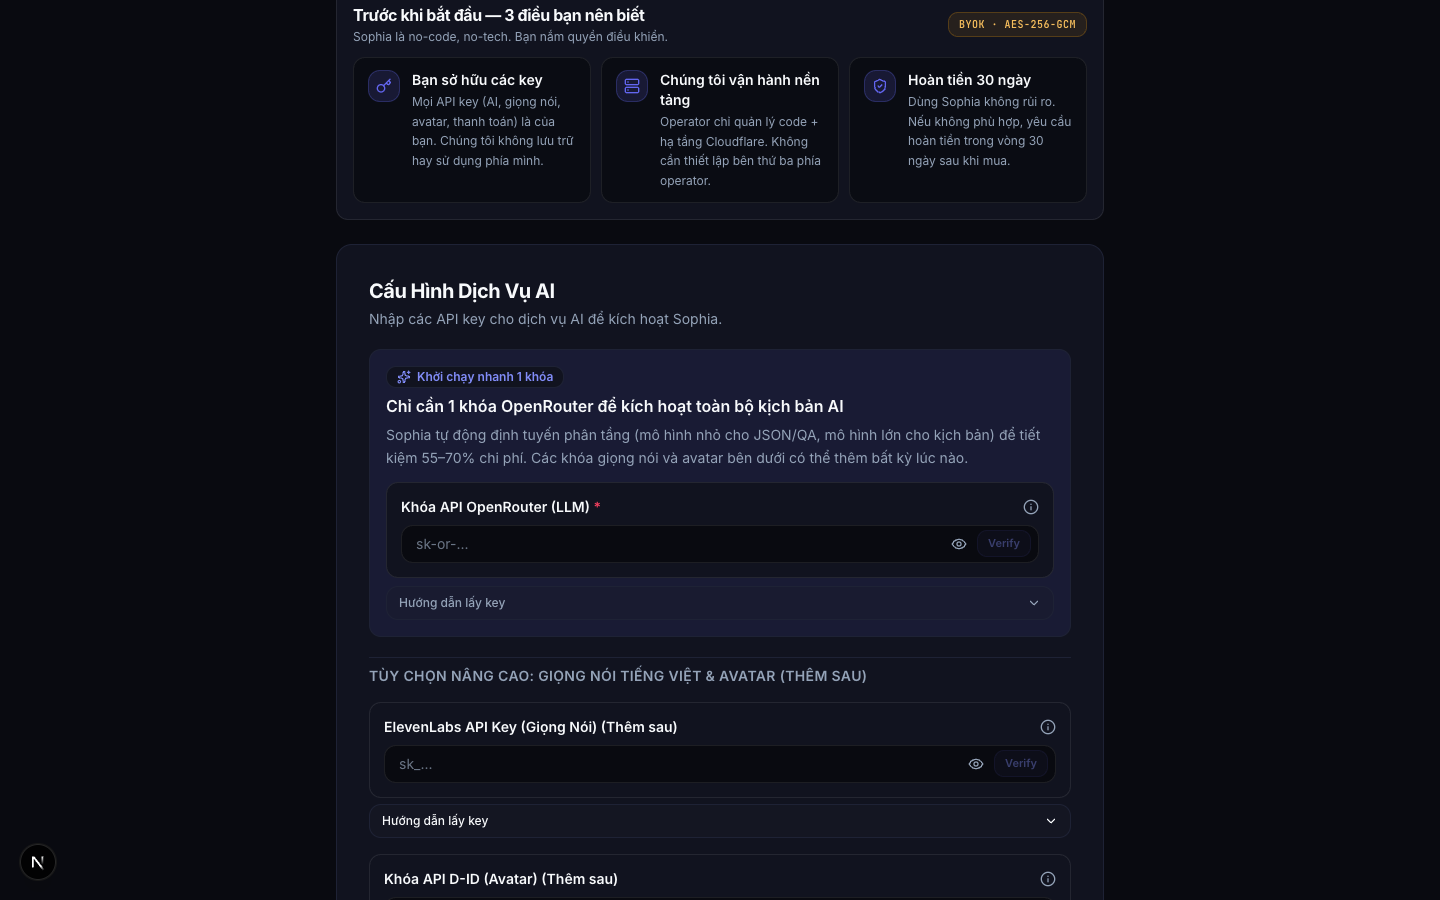 Trước khi bắt đầu — 3 điều bạn nên biết
Sophia là no-code, no-tech. Bạn nắm quyền điều khiển.
BYOK · AES-256-GCM
Bạn sở hữu các key
Mọi API key (AI, giọng nói,
avatar, thanh toán) là của
bạn. Chúng tôi không lưu trữ
hay sử dụng phía mình.
Chúng tôi vận hành nền
tảng
Operator chỉ quản lý code +
hạ tầng Cloudflare. Không
cần thiết lập bên thứ ba phía
operator.
Hoàn tiền 30 ngày
Dùng Sophia không rủi ro.
Nếu không phù hợp, yêu cầu
hoàn tiền trong vòng 30
ngày sau khi mua.
Cấu Hình Dịch Vụ AI
Nhập các API key cho dịch vụ AI để kích hoạt Sophia.
Khởi chạy nhanh 1 khóa
Chỉ cần 1 khóa OpenRouter để kích hoạt toàn bộ kịch bản AI
Sophia tự động định tuyến phân tầng (mô hình nhỏ cho JSON/QA, mô hình lớn cho kịch bản) để tiết
kiệm 55–70% chi phí. Các khóa giọng nói và avatar bên dưới có thể thêm bất kỳ lúc nào.
Khóa API OpenRouter (LLM) *
sk-or-...
Verify
Hướng dẫn lấy key
TÙY CHỌN NÂNG CAO: GIỌNG NÓI TIẾNG VIỆT & AVATAR (THÊM SAU)
ElevenLabs API Key (Giọng Nói) (Thêm sau)
sk_...
Verify
Hướng dẫn lấy key
Khóa API D-ID (Avatar) (Thêm sau)
N